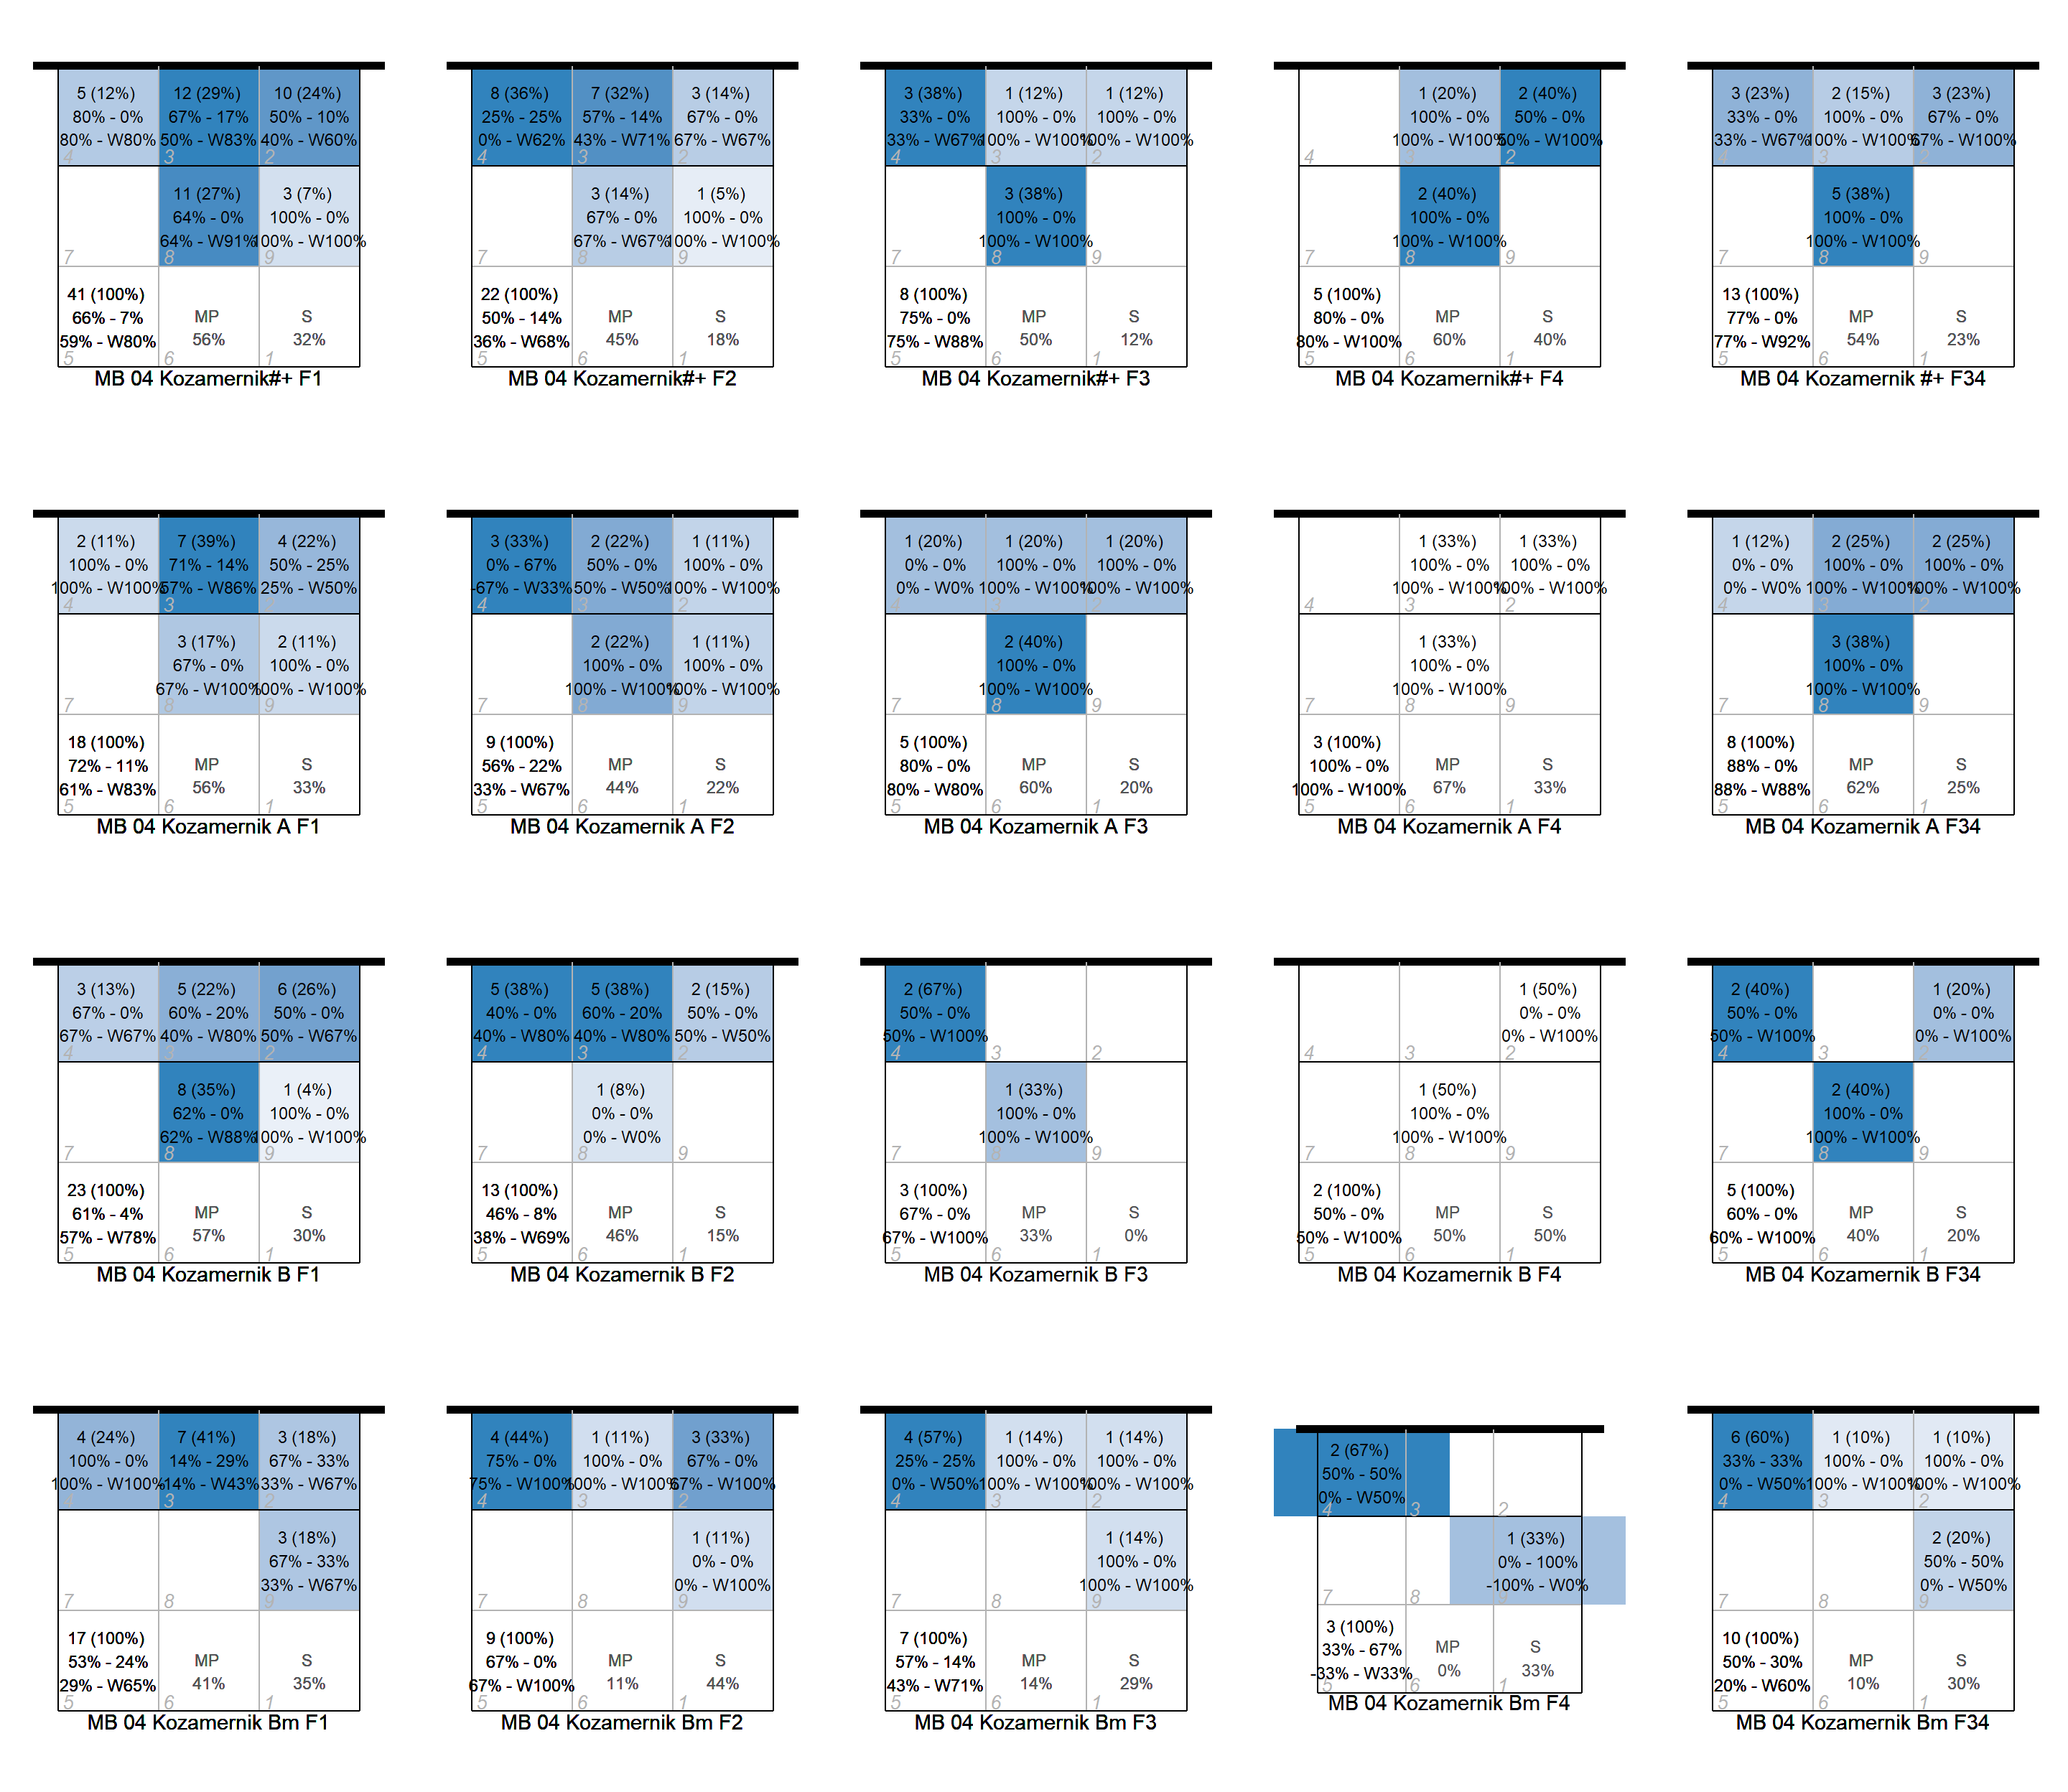 5 (12%) 12 (29%) 10 (24%)
80% - 0% 67% - 17% 50% - 10%
80% - W80% 50% - W83% 40% - W60%
4 3 2
11 (27%) 3 (7%)
64% - 0% 100% - 0%
64% - W91% 100% - W100%
7 8 9
41 (100%)
66% - 7% MP S
59% - W80% 56% 32%
5 6 1
MB 04 Kozamernik#+ F1
8 (36%) 7 (32%) 3 (14%)
25% - 25% 57% - 14% 67% - 0%
0% - W62% 43% - W71% 67% - W67%
4 3 2
3 (14%) 1 (5%)
67% - 0% 100% - 0%
67% - W67% 100% - W100%
7 8 9
22 (100%)
50% - 14% MP S
36% - W68% 45% 18%
5 6 1
MB 04 Kozamernik#+ F2
3 (38%) 1 (12%) 1 (12%)
33% - 0% 100% - 0% 100% - 0%
33% - W67% 100% - W100% 100% - W100%
4 3 2
3 (38%)
100% - 0%
100% - W100%
7 8 9
8 (100%)
75% - 0% MP S
75% - W88% 50% 12%
5 6 1
MB 04 Kozamernik#+ F3
1 (20%) 2 (40%)
100% - 0% 50% - 0%
100% - W100% 50% - W100%
4 3 2
2 (40%)
100% - 0%
100% - W100%
7 8 9
5 (100%)
80% - 0% MP S
80% - W100% 60% 40%
5 6 1
MB 04 Kozamernik#+ F4
3 (23%) 2 (15%) 3 (23%)
33% - 0% 100% - 0% 67% - 0%
33% - W67% 100% - W100% 67% - W100%
4 3 2
5 (38%)
100% - 0%
100% - W100%
7 8 9
13 (100%)
77% - 0% MP S
77% - W92% 54% 23%
5 6 1
MB 04 Kozamernik #+ F34
2 (11%) 7 (39%) 4 (22%)
100% - 0% 71% - 14% 50% - 25%
100% - W100% 57% - W86% 25% - W50%
4 3 2
3 (17%) 2 (11%)
67% - 0% 100% - 0%
67% - W100% 100% - W100%
7 8 9
18 (100%)
72% - 11% MP S
61% - W83% 56% 33%
5 6 1
MB 04 Kozamernik A F1
3 (33%) 2 (22%) 1 (11%)
0% - 67% 50% - 0% 100% - 0%
-67% - W33% 50% - W50% 100% - W100%
4 3 2
2 (22%) 1 (11%)
100% - 0% 100% - 0%
100% - W100% 100% - W100%
7 8 9
9 (100%)
56% - 22% MP S
33% - W67% 44% 22%
5 6 1
MB 04 Kozamernik A F2
1 (20%) 1 (20%) 1 (20%)
0% - 0% 100% - 0% 100% - 0%
0% - W0% 100% - W100% 100% - W100%
4 3 2
2 (40%)
100% - 0%
100% - W100%
7 8 9
5 (100%)
80% - 0% MP S
80% - W80% 60% 20%
5 6 1
MB 04 Kozamernik A F3
1 (33%) 1 (33%)
100% - 0% 100% - 0%
100% - W100% 100% - W100%
4 3 2
1 (33%)
100% - 0%
100% - W100%
7 8 9
3 (100%)
100% - 0% MP S
100% - W100% 67% 33%
5 6 1
MB 04 Kozamernik A F4
1 (12%) 2 (25%) 2 (25%)
0% - 0% 100% - 0% 100% - 0%
0% - W0% 100% - W100% 100% - W100%
4 3 2
3 (38%)
100% - 0%
100% - W100%
7 8 9
8 (100%)
88% - 0% MP S
88% - W88% 62% 25%
5 6 1
MB 04 Kozamernik A F34
3 (13%) 5 (22%) 6 (26%)
67% - 0% 60% - 20% 50% - 0%
67% - W67% 40% - W80% 50% - W67%
4 3 2
8 (35%) 1 (4%)
62% - 0% 100% - 0%
62% - W88% 100% - W100%
7 8 9
23 (100%)
61% - 4% MP S
57% - W78% 57% 30%
5 6 1
MB 04 Kozamernik B F1
5 (38%) 5 (38%) 2 (15%)
40% - 0% 60% - 20% 50% - 0%
40% - W80% 40% - W80% 50% - W50%
4 3 2
1 (8%)
0% - 0%
0% - W0%
7 8 9
13 (100%)
46% - 8% MP S
38% - W69% 46% 15%
5 6 1
MB 04 Kozamernik B F2
2 (67%)
50% - 0%
50% - W100%
4 3 2
1 (33%)
100% - 0%
100% - W100%
7 8 9
3 (100%)
67% - 0% MP S
67% - W100% 33% 0%
5 6 1
MB 04 Kozamernik B F3
1 (50%)
0% - 0%
0% - W100%
4 3 2
1 (50%)
100% - 0%
100% - W100%
7 8 9
2 (100%)
50% - 0% MP S
50% - W100% 50% 50%
5 6 1
MB 04 Kozamernik B F4
2 (40%) 1 (20%)
50% - 0% 0% - 0%
50% - W100% 0% - W100%
4 3 2
2 (40%)
100% - 0%
100% - W100%
7 8 9
5 (100%)
60% - 0% MP S
60% - W100% 40% 20%
5 6 1
MB 04 Kozamernik B F34
4 (24%) 7 (41%) 3 (18%)
100% - 0% 14% - 29% 67% - 33%
100% - W100% -14% - W43% 33% - W67%
4 3 2
3 (18%)
67% - 33%
33% - W67%
7 8 9
17 (100%)
53% - 24% MP S
29% - W65% 41% 35%
5 6 1
MB 04 Kozamernik Bm F1
4 (44%) 1 (11%) 3 (33%)
75% - 0% 100% - 0% 67% - 0%
75% - W100% 100% - W100% 67% - W100%
4 3 2
1 (11%)
0% - 0%
0% - W100%
7 8 9
9 (100%)
67% - 0% MP S
67% - W100% 11% 44%
5 6 1
MB 04 Kozamernik Bm F2
4 (57%) 1 (14%) 1 (14%)
25% - 25% 100% - 0% 100% - 0%
0% - W50% 100% - W100% 100% - W100%
4 3 2
1 (14%)
100% - 0%
100% - W100%
7 8 9
7 (100%)
57% - 14% MP S
43% - W71% 14% 29%
5 6 1
MB 04 Kozamernik Bm F3
2 (67%)
50% - 50%
0% - W50%
4 3 2
1 (33%)
0% - 100%
-100% - W0%
7 8 9
3 (100%)
33% - 67% MP S
-33% - W33% 0% 33%
5 6 1
MB 04 Kozamernik Bm F4
6 (60%) 1 (10%) 1 (10%)
33% - 33% 100% - 0% 100% - 0%
0% - W50% 100% - W100% 100% - W100%
4 3 2
2 (20%)
50% - 50%
0% - W50%
7 8 9
10 (100%)
50% - 30% MP S
20% - W60% 10% 30%
5 6 1
MB 04 Kozamernik Bm F34